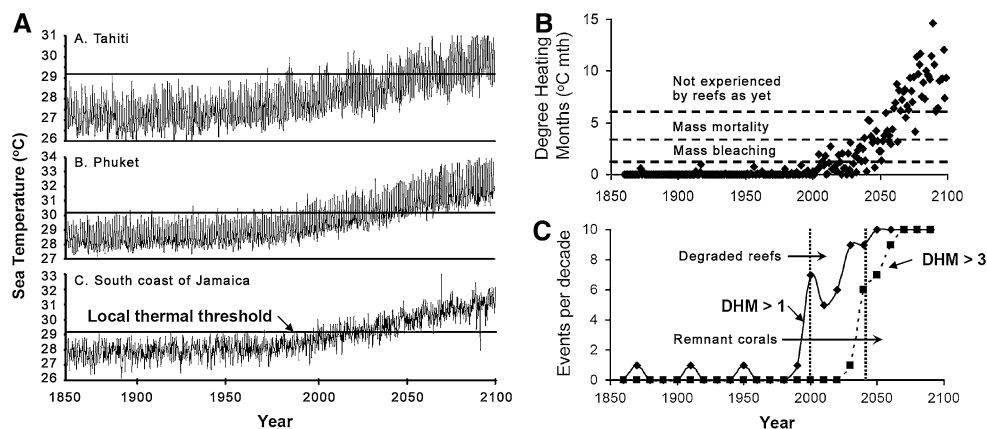 A
A. Tahiti
31
30
29
28
27
26
B. Phuket
34
33
32
31
30
29
28
27
C. South coast of Jamaica
Local thermal threshold
33
32
31
30
29
28
26
26
Sea Temperature (°C)
1850 1900 1950 2000 2050 2100
Year
B
Degree Heating
Months (°C mth)
15
10
5
0
Not experienced
by reefs as yet
Mass mortality
Mass bleaching
1850 1900 1950 2000 2050 2100
C
Events per decade
10
8
6
4
2
0
Degraded reefs
DHM > 3
DHM > 1
Remnant corals
1850 1900 1950 2000 2050 2100
Year